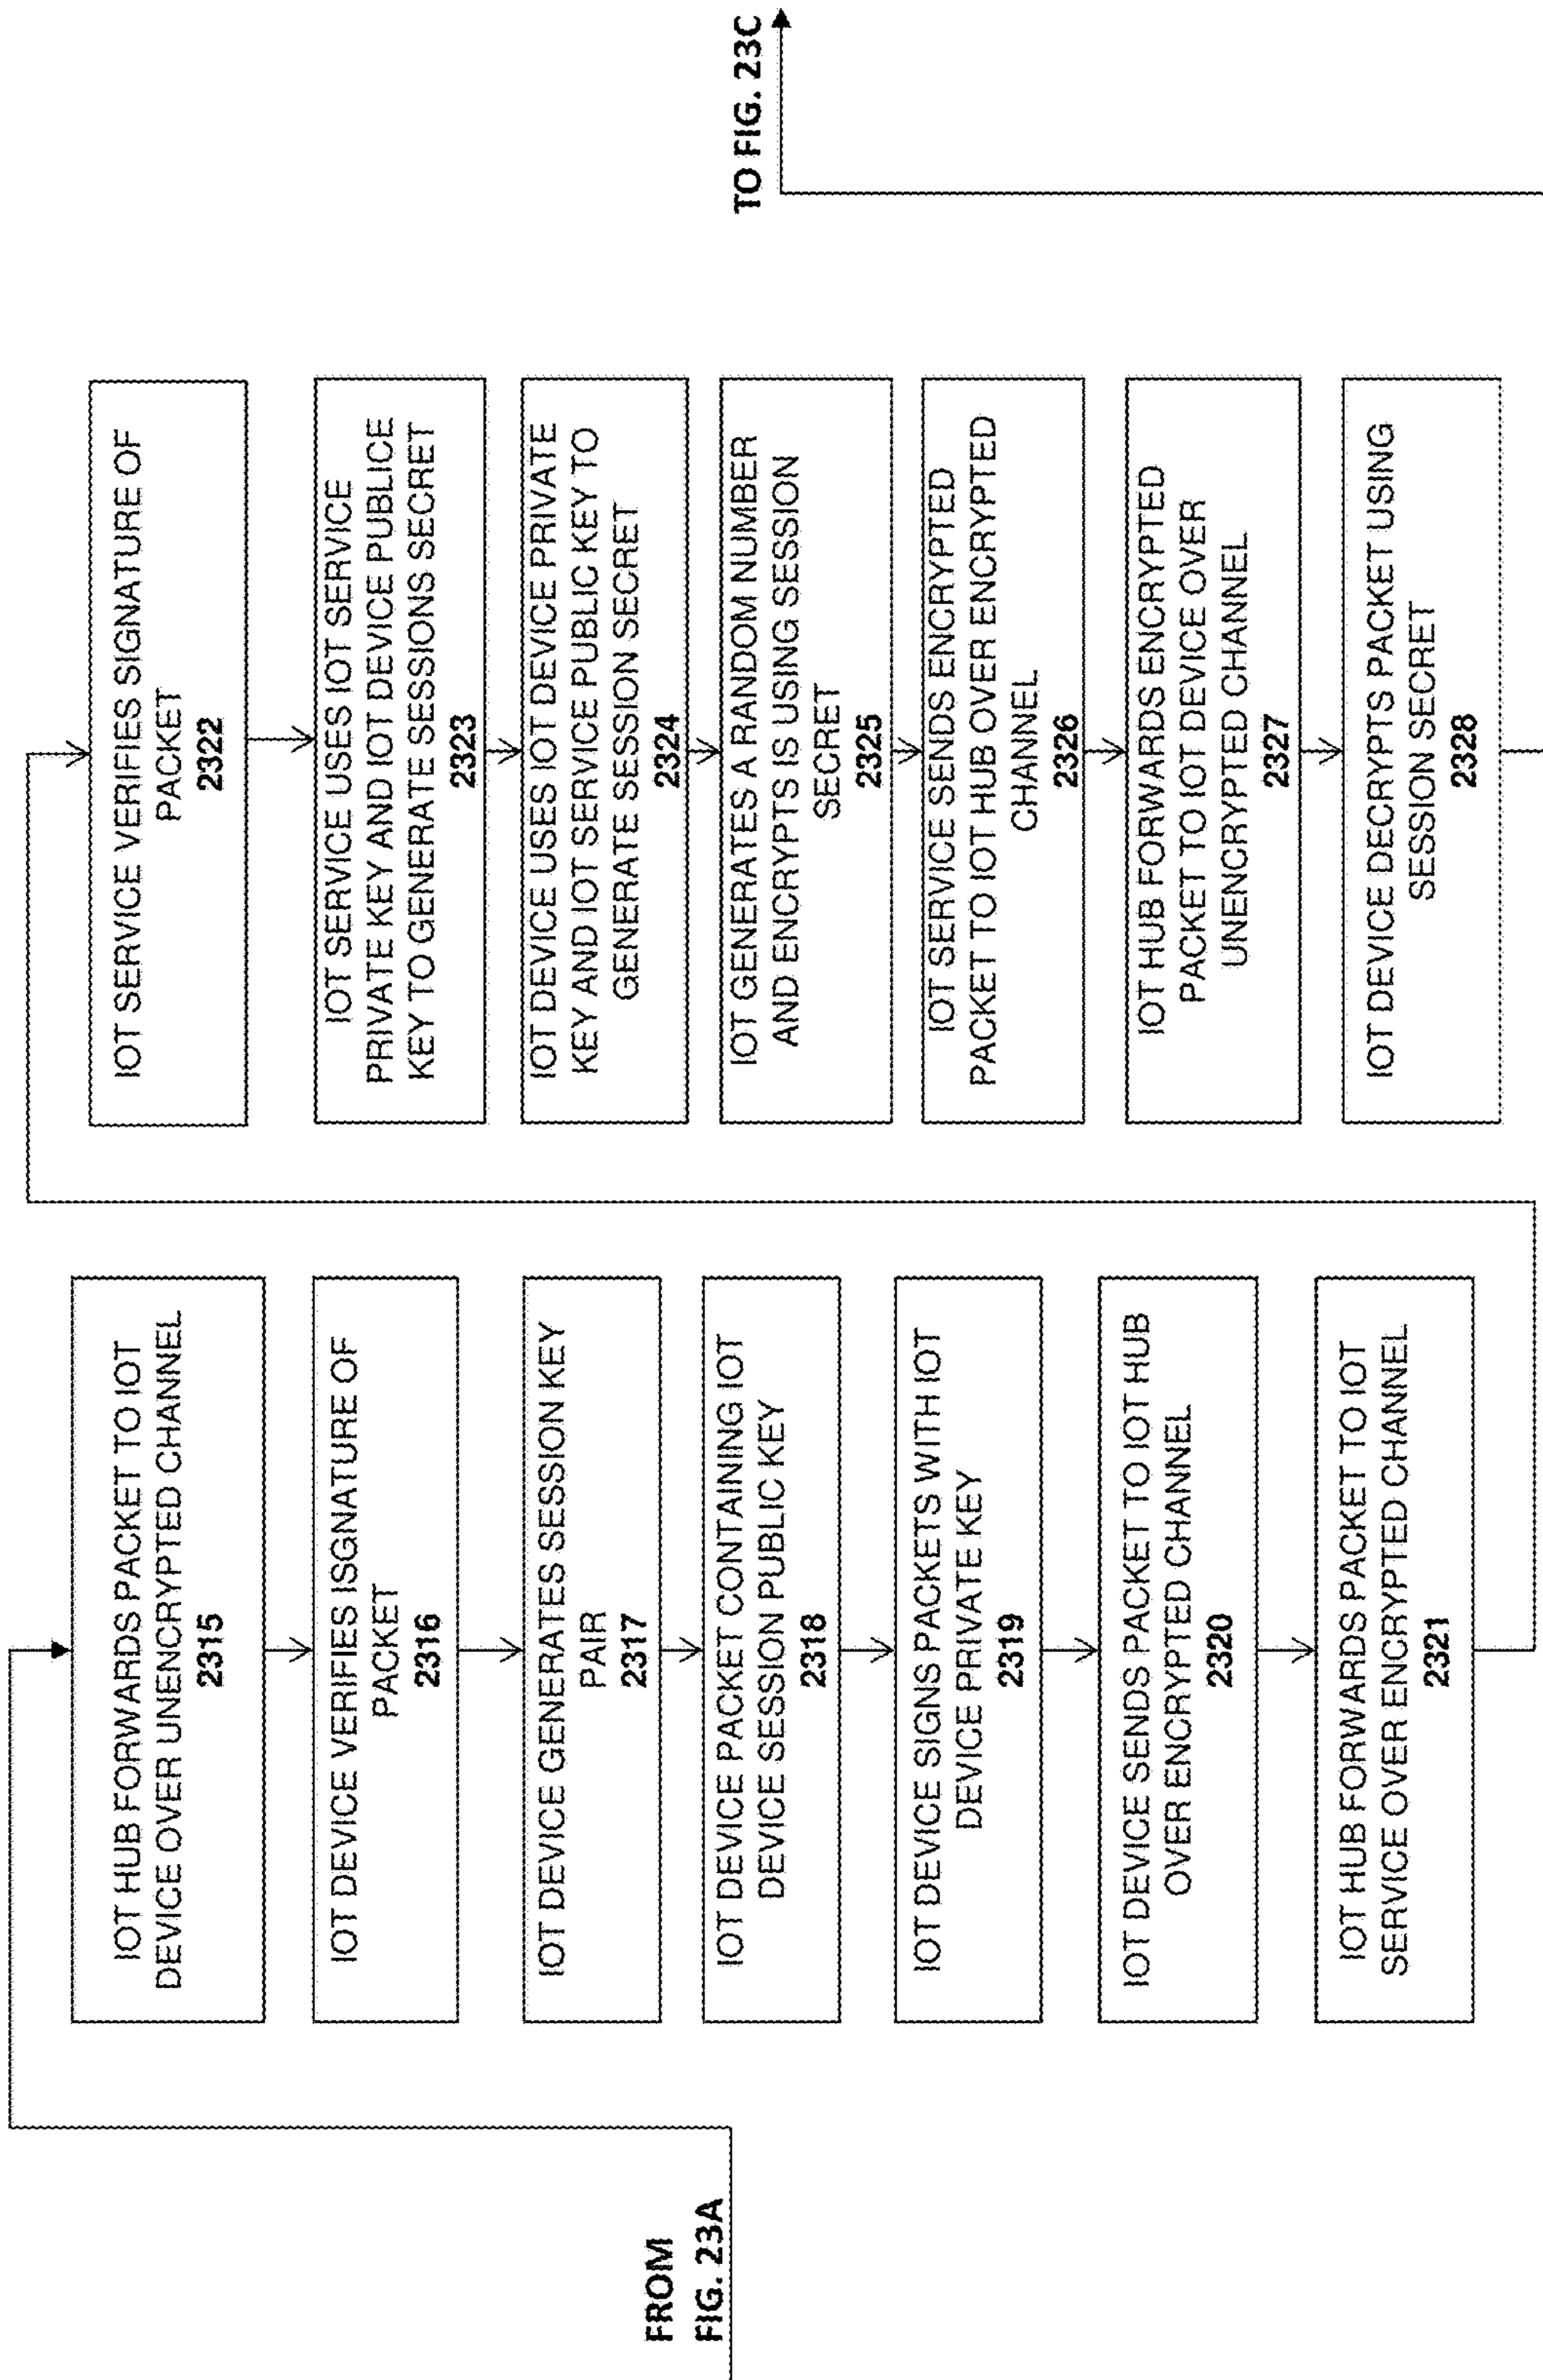 FROM
FIG. 23A
IOT HUB FORWARDS PACKET TO IOT
DEVICE OVER UNENCRYPTED CHANNEL
2315
IOT DEVICE VERIFIES ISGNATURE OF
PACKET
2316
IOT DEVICE GENERATES SESSION KEY
PAIR
2317
IOT DEVICE PACKET CONTAINING IOT
DEVICE SESSION PUBLIC KEY
2318
IOT DEVICE SIGNS PACKETS WITH IOT
DEVICE PRIVATE KEY
2319
IOT DEVICE SENDS PACKET TO IOT HUB
OVER ENCRYPTED CHANNEL
2320
IOT HUB FORWARDS PACKET TO IOT
SERVICE OVER ENCRYPTED CHANNEL
2321
IOT SERVICE VERIFIES SIGNATURE OF
PACKET
2322
IOT SERVICE USES IOT SERVICE
PRIVATE KEY AND IOT DEVICE PUBLICE
KEY TO GENERATE SESSIONS SECRET
2323
IOT DEVICE USES IOT DEVICE PRIVATE
KEY AND IOT SERVICE PUBLIC KEY TO
GENERATE SESSION SECRET
2324
IOT GENERATES A RANDOM NUMBER
AND ENCRYPTS IS USING SESSION
SECRET
2325
IOT SERVICE SENDS ENCRYPTED
PACKET TO IOT HUB OVER ENCRYPTED
CHANNEL
2326
IOT HUB FORWARDS ENCRYPTED
PACKET TO IOT DEVICE OVER
UNENCRYPTED CHANNEL
2327
IOT DEVICE DECRYPTS PACKET USING
SESSION SECRET
2328
TO FIG. 23C